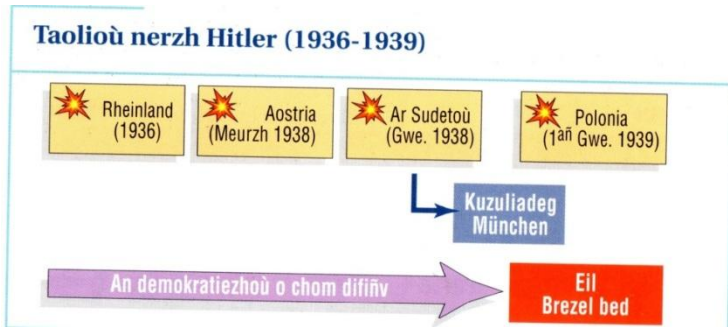 Taolioù nerzh Hitler (1936-1939)
Rheinland
(1936)
Aostria
(Meurzh 1938)
Ar Sudetoù
(Gwe. 1938)
Polonia
(1añ Gwe. 1939)
Kuzuliadeg
München
An demokratiezhoù o chom difiñv
Eil
Brezel bed